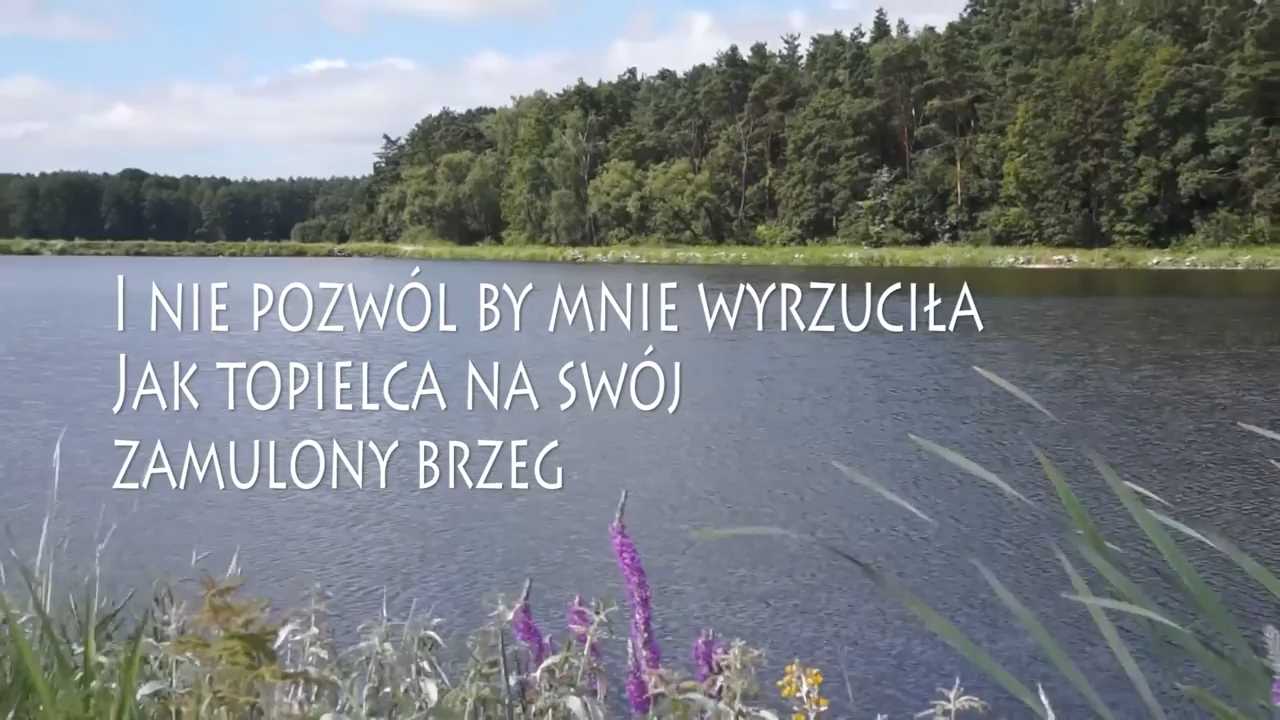 I NIE POZWÓL BY MNIE WYRZUCIŁA
JAK TOPIELCA NA SWÓJ
ZAMULONY BRZEG